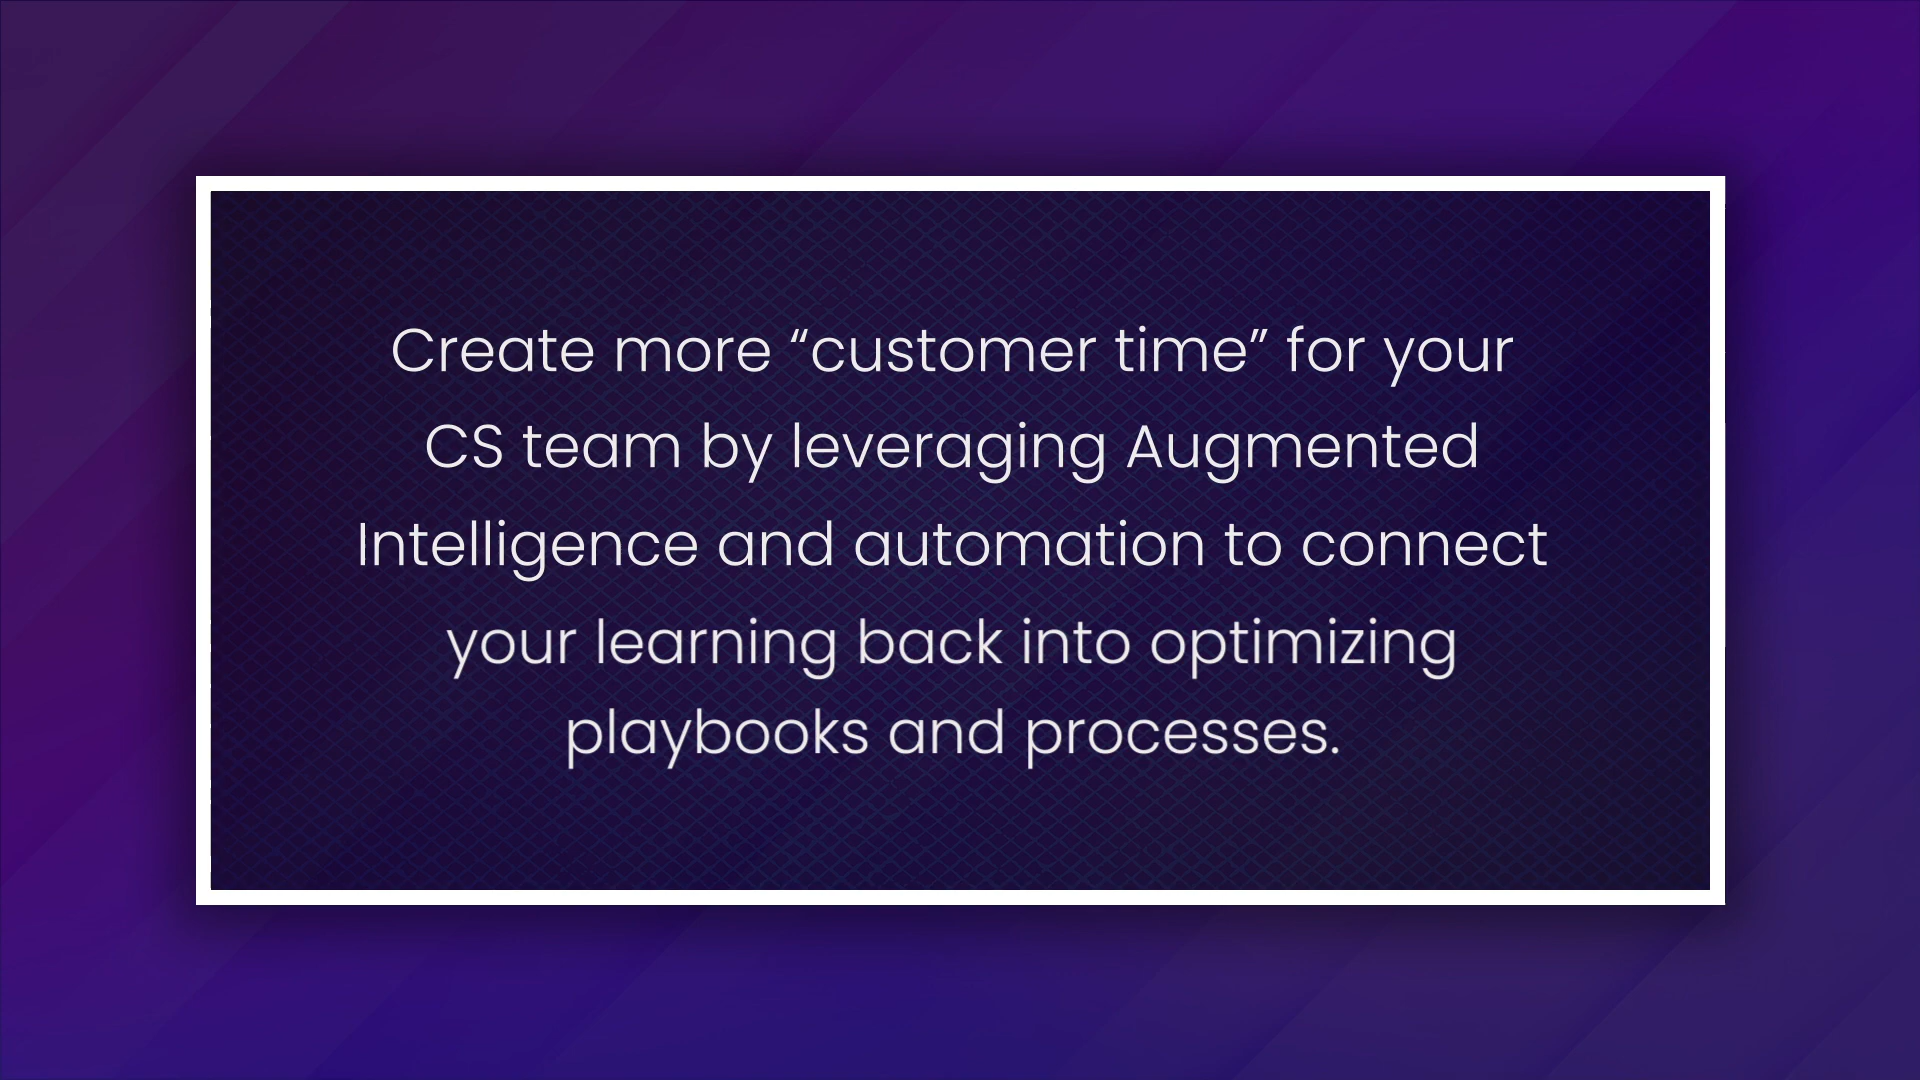 Create more “customer time” for your
CS team by leveraging Augmented
Intelligence and automation to connect
your learning back into optimizing
playbooks and processes.